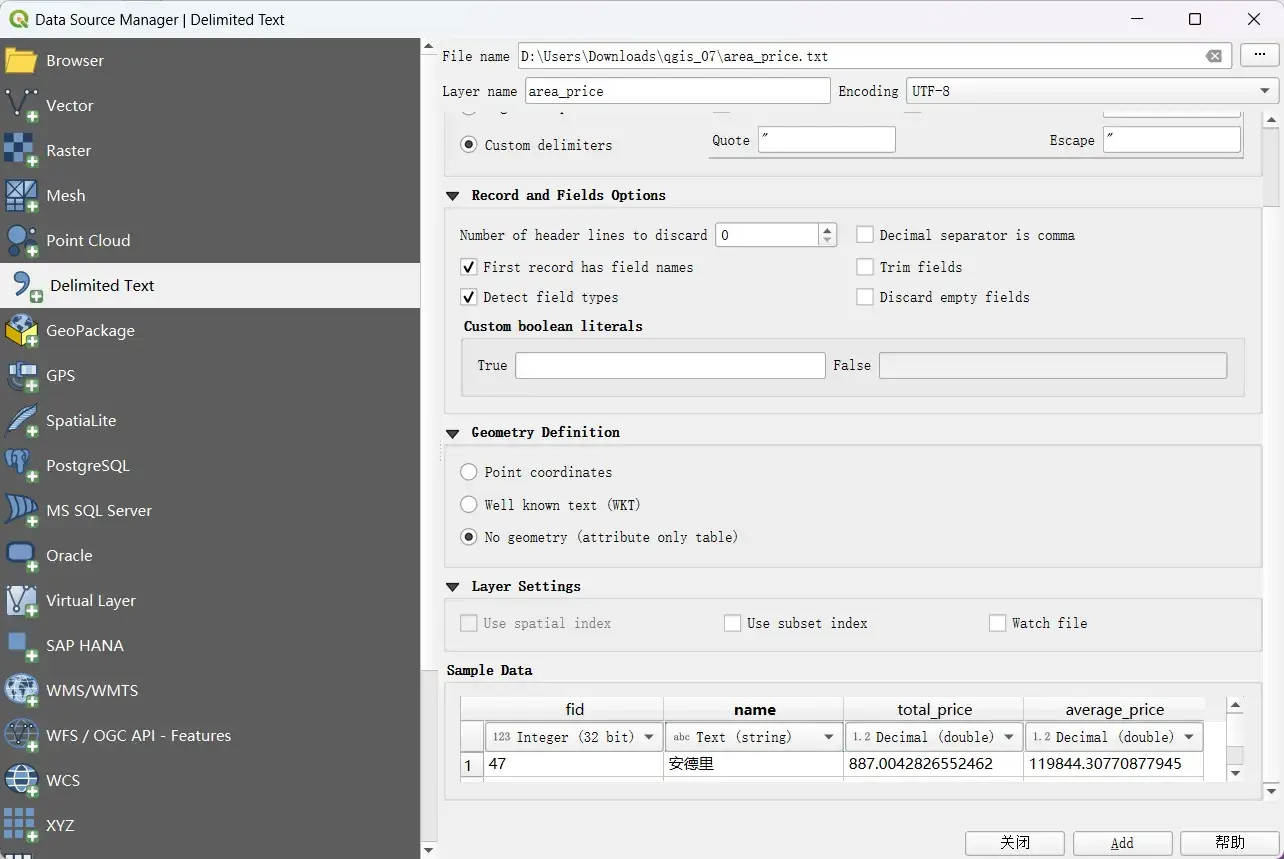 Data Source Manager | Delimited Text
Browser
Vector
Raster
Mesh
Point Cloud
Delimited Text
GeoPackage
GPS
SpatiaLite
PostgreSQL
MS SQL Server
Oracle
Virtual Layer
SAP HANA
WMS/WMTS
WFS / OGC API - Features
WCS
XYZ
File name D:\Users\Downloads\qgis_07\area_price.txt ...
Layer name area_price Encoding UTF-8
Custom delimiters Quote " Escape "
Record and Fields Options
Number of header lines to discard 0 Decimal separator is comma
First record has field names Trim fields
Detect field types Discard empty fields
Custom boolean literals
True False
Geometry Definition
Point coordinates
Well known text (WKT)
No geometry (attribute only table)
Layer Settings
Use spatial index Use subset index Watch file
Sample Data
fid name total_price average_price
123 Integer (32 bit) abc Text (string) 1.2 Decimal (double) 1.2 Decimal (double)
1 47 安德里 887.0042826552462 119844.30770877945
关闭 Add 帮助